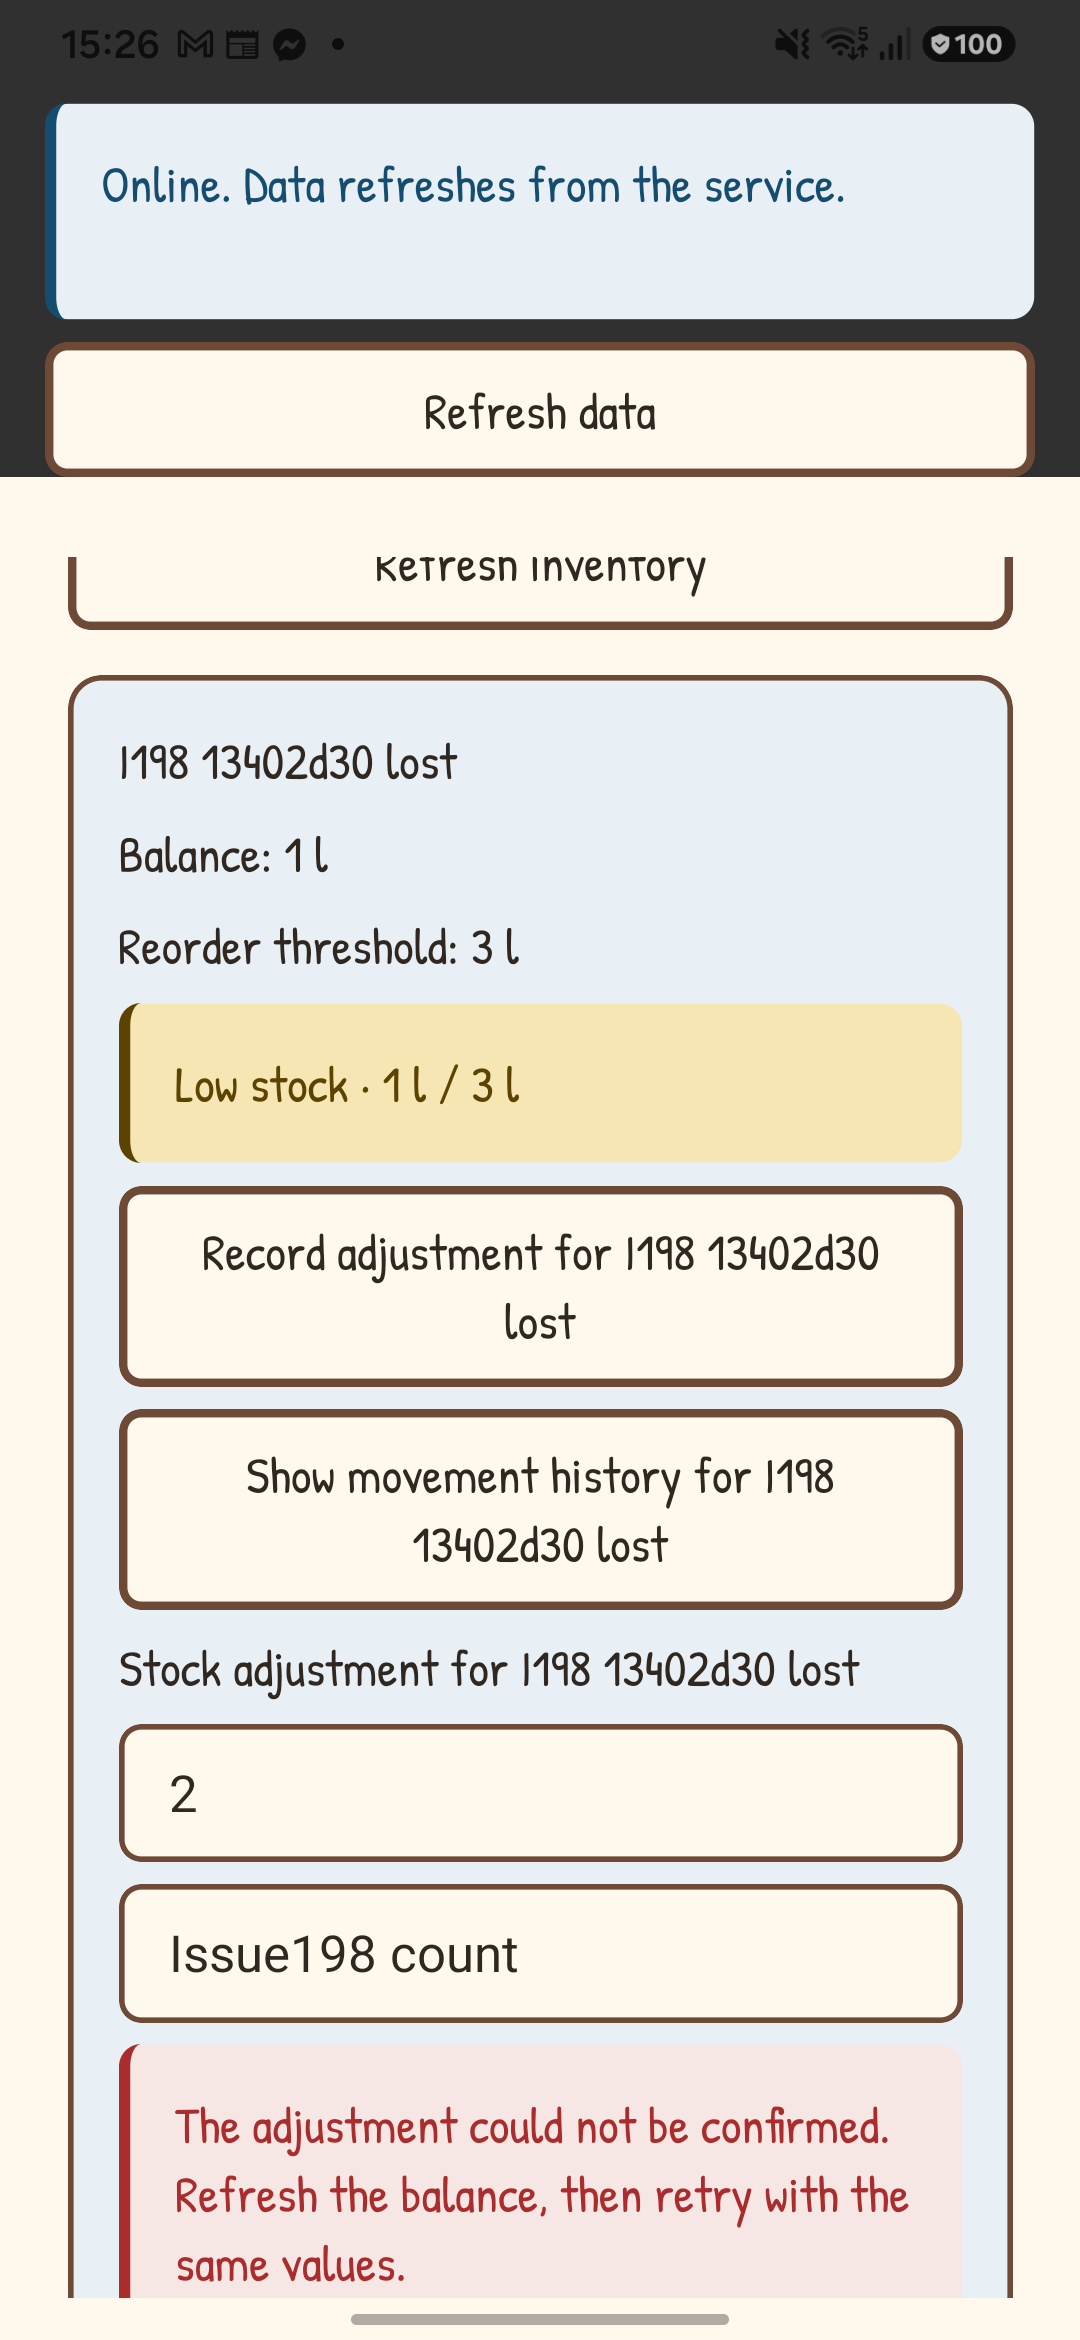 15:26
5
100
Online. Data refreshes from the service.
Refresh data
Refresh inventory
I198 13402d30 lost
Balance: 1 l
Reorder threshold: 3 l
Low stock · 1 l / 3 l
Record adjustment for I198 13402d30
lost
Show movement history for I198
13402d30 lost
Stock adjustment for I198 13402d30 lost
2
Issue198 count
The adjustment could not be confirmed.
Refresh the balance, then retry with the
same values.